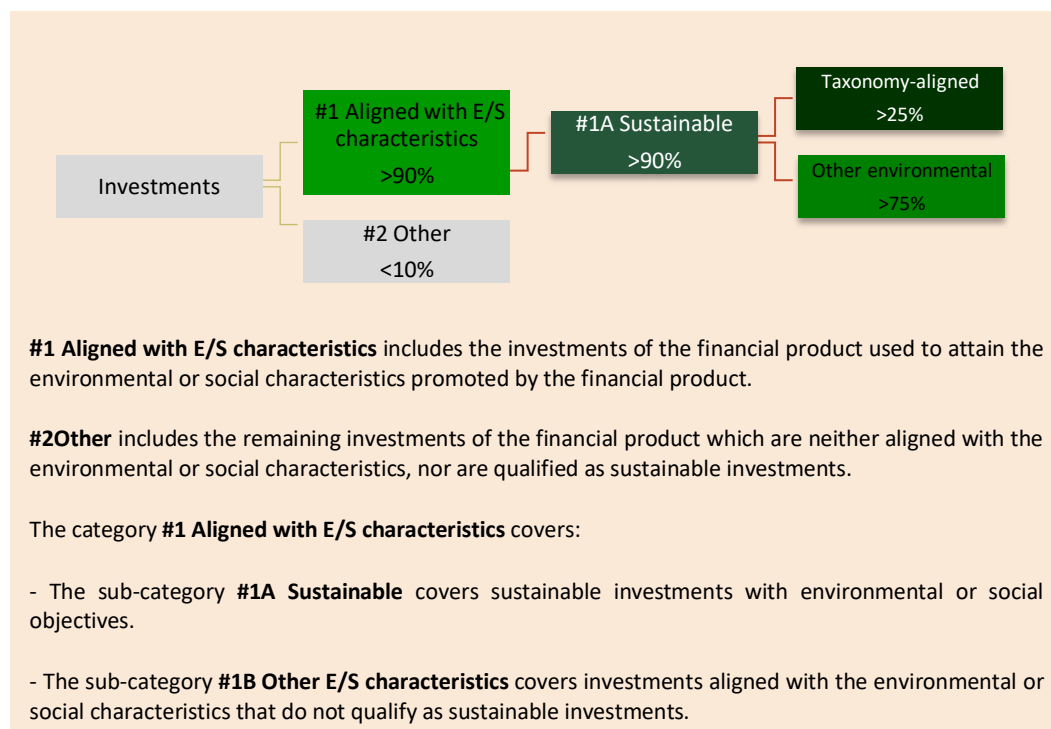 Investments
#1 Aligned with E/S
characteristics
>90%
#2 Other
<10%
#1A Sustainable
>90%
Taxonomy-aligned
>25%
Other environmental
>75%
#1 Aligned with E/S characteristics includes the investments of the financial product used to attain the
environmental or social characteristics promoted by the financial product.
#2Other includes the remaining investments of the financial product which are neither aligned with the
environmental or social characteristics, nor are qualified as sustainable investments.
The category #1 Aligned with E/S characteristics covers:
- The sub-category #1A Sustainable covers sustainable investments with environmental or social
objectives.
- The sub-category #1B Other E/S characteristics covers investments aligned with the environmental or
social characteristics that do not qualify as sustainable investments.